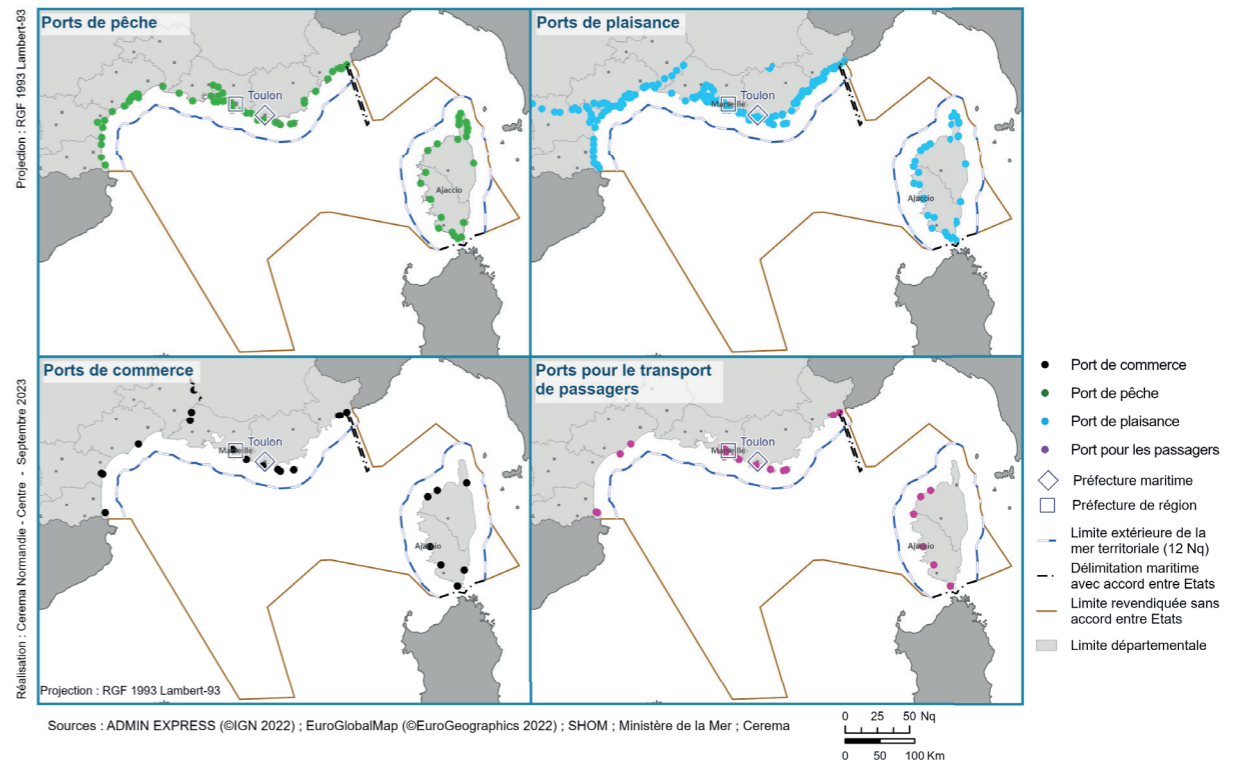 Projection : RGF 1993 Lambert-93
Ports de pêche
Toulon
Ajaccio
Ports de plaisance
Marseille
Toulon
Ajaccio
Réalisation : Cerema Normandie - Centre - Septembre 2023
Ports de commerce
Marseille
Toulon
Ajaccio
Projection : RGF 1993 Lambert-93
Ports pour le transport
de passagers
Marseille
Toulon
Ajaccio
Port de commerce
Port de pêche
Port de plaisance
Port pour les passagers
Préfecture maritime
Préfecture de région
Limite extérieure de la
mer territoriale (12 Nq)
Délimitation maritime
avec accord entre Etats
Limite revendiquée sans
accord entre Etats
Limite départementale
Sources : ADMIN EXPRESS (©IGN 2022) ; EuroGlobalMap (©EuroGeographics 2022) ; SHOM ; Ministère de la Mer ; Cerema
0 25 50 Nq
0 50 100 Km